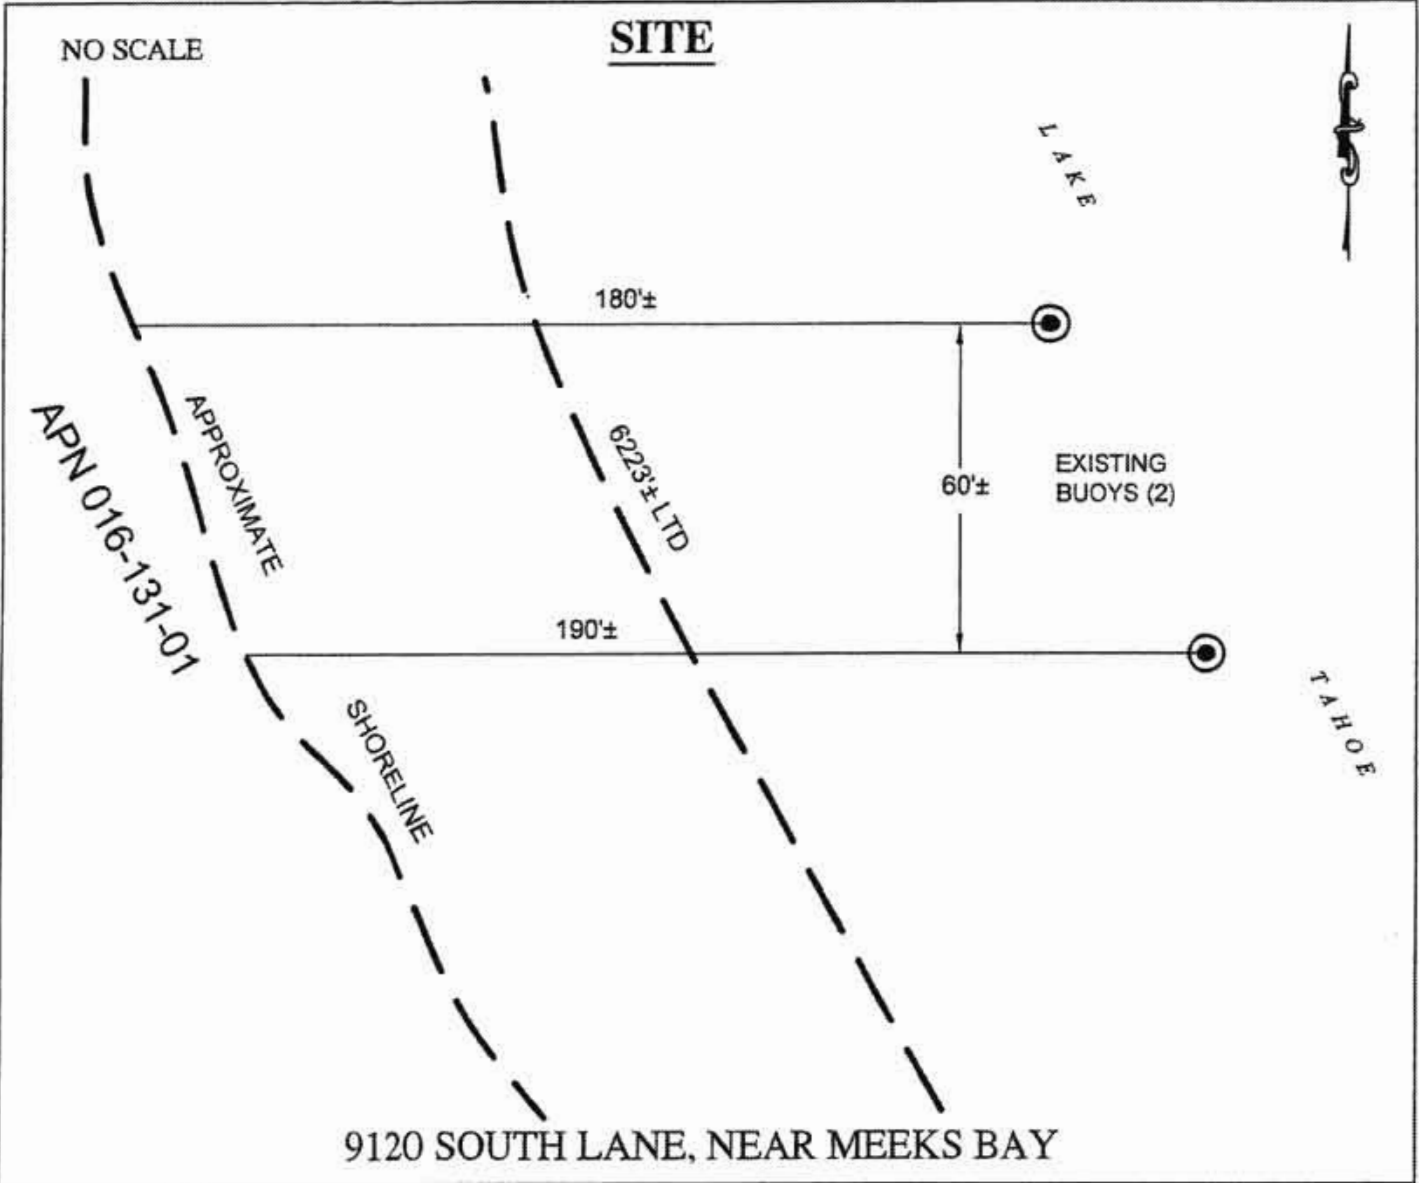 SITE
NO SCALE
LAKE
180'±
APPROXIMATE
APN 016-131-01
6223'± LTD
60'±
EXISTING
BUOYS (2)
190'±
SHORELINE
TAHOE
9120 SOUTH LANE, NEAR MEEKS BAY